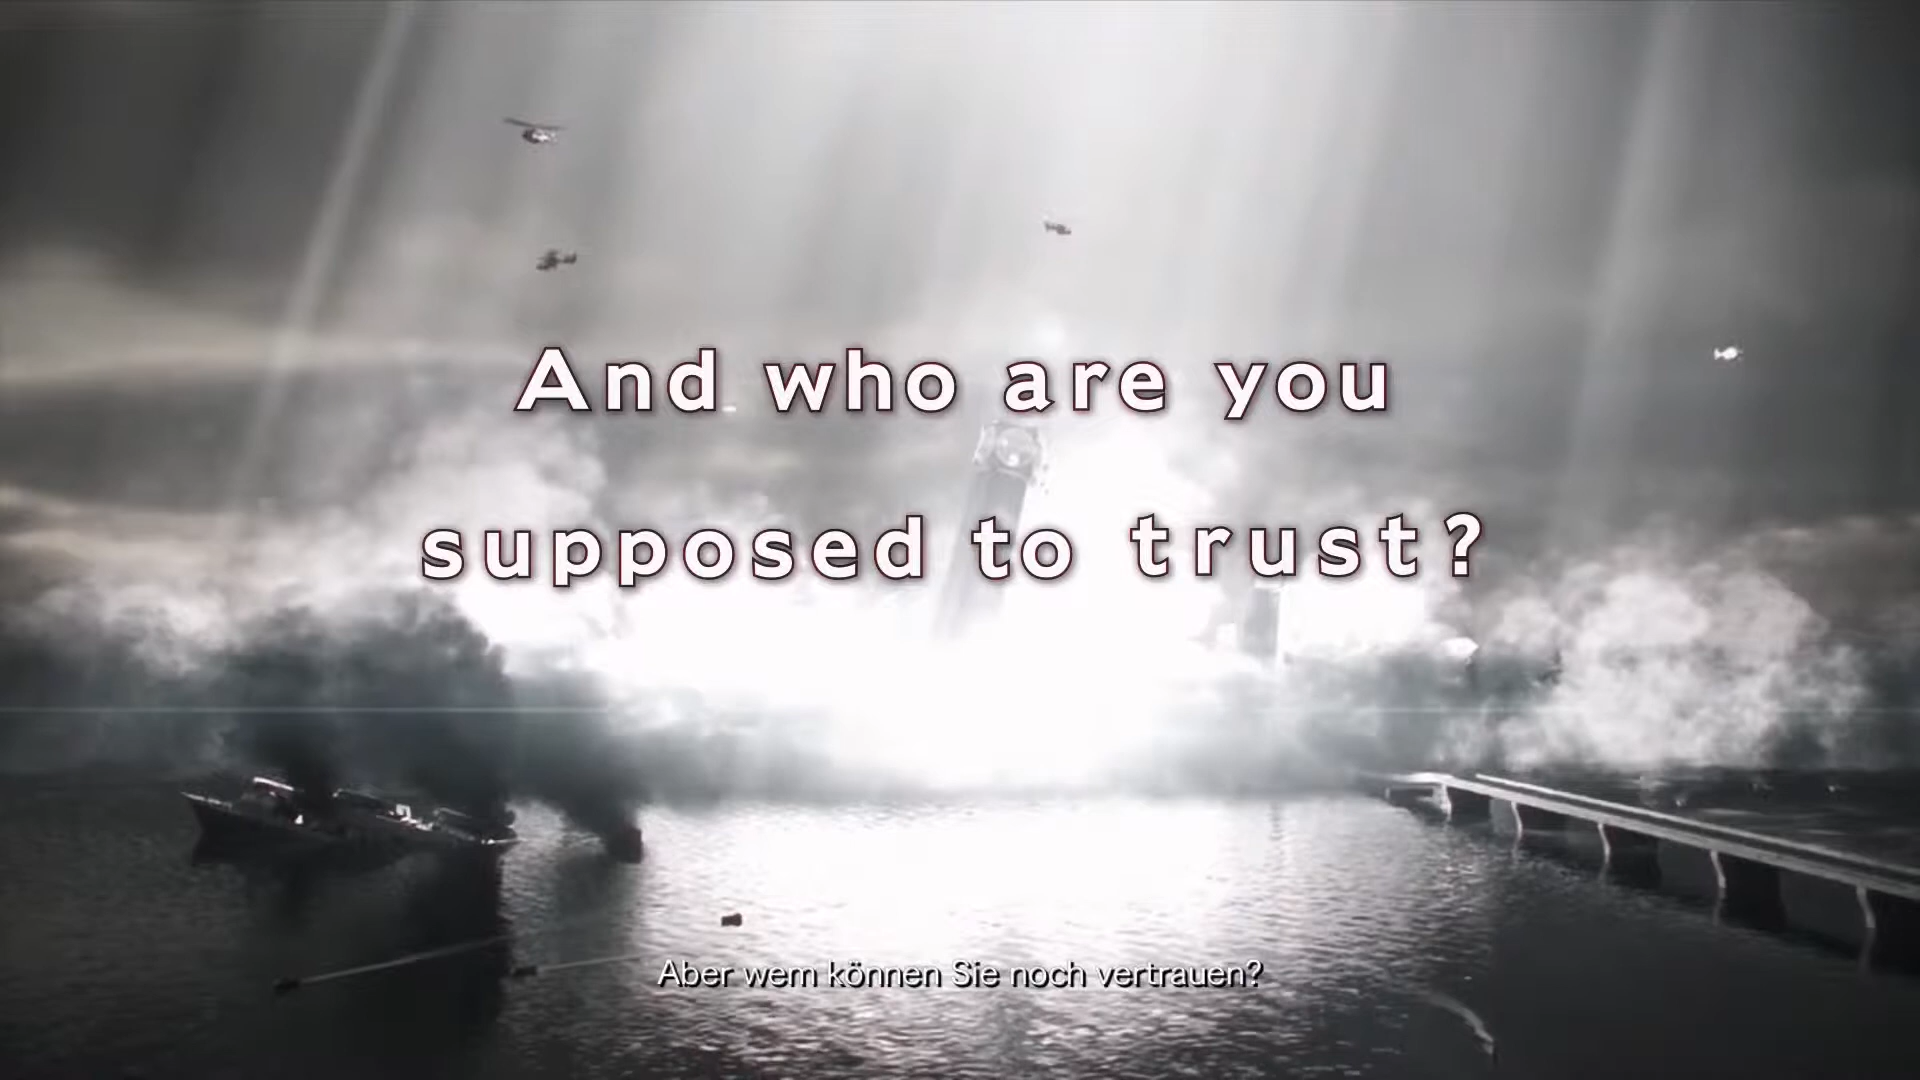 And who are you
supposed to trust?
Aber wem können Sie noch vertrauen?